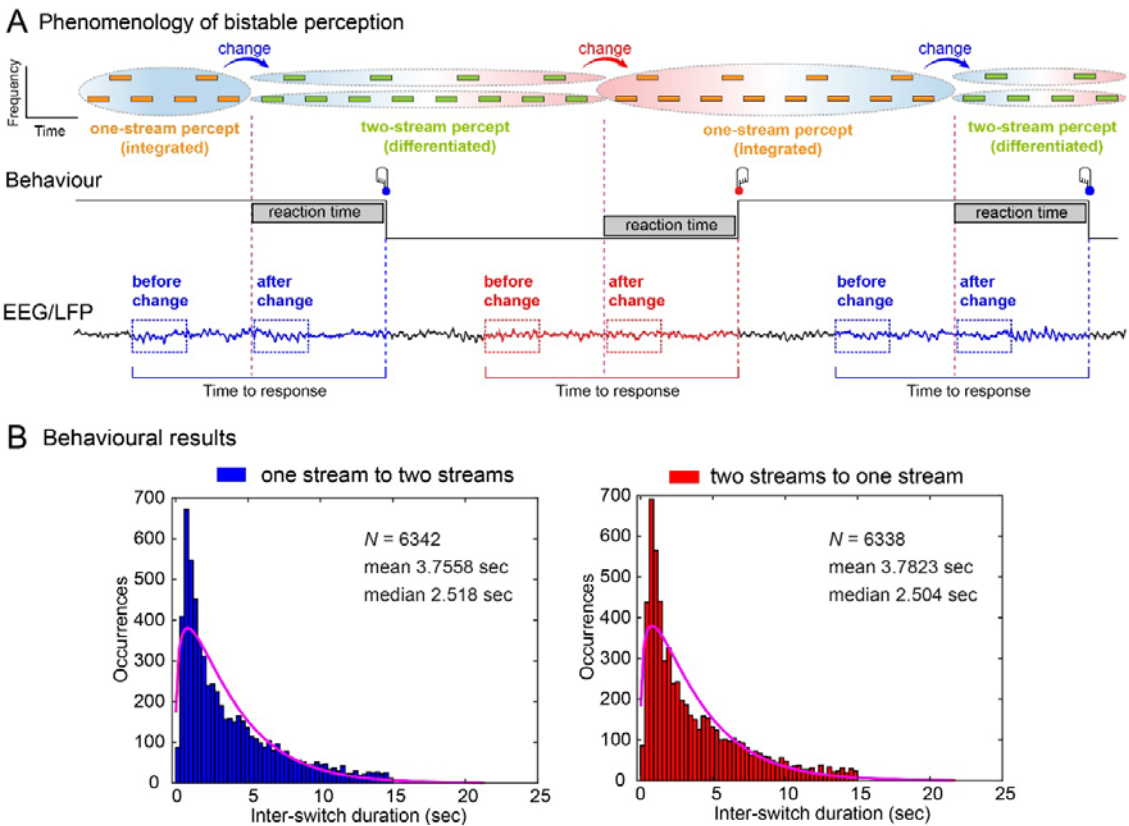 A Phenomenology of bistable perception
change change change
Frequency
Time
one-stream percept (integrated)
two-stream percept (differentiated)
one-stream percept (integrated)
two-stream percept (differentiated)
Behaviour
reaction time reaction time reaction time
before change
after change
before change
after change
before change
after change
EEG/LFP
Time to response Time to response Time to response
B Behavioural results
one stream to two streams
700
600
500
400
300
200
100
0
Occurrences
N = 6342
mean 3.7558 sec
median 2.518 sec
0 5 10 15 20 25
Inter-switch duration (sec)
two streams to one stream
700
600
500
400
300
200
100
0
Occurrences
N = 6338
mean 3.7823 sec
median 2.504 sec
0 5 10 15 20 25
Inter-switch duration (sec)